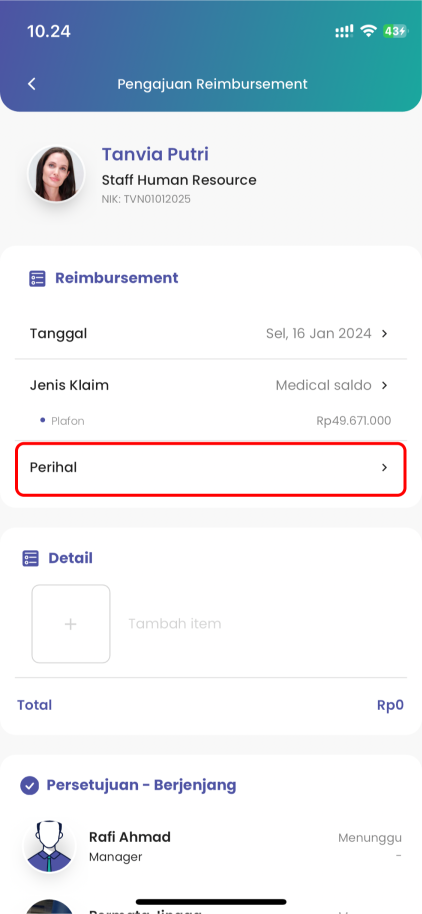 10.24
43
Pengajuan Reimbursement
Tanvia Putri
Staff Human Resource
NIK: TVN01012025
Reimbursement
Tanggal Sel, 16 Jan 2024
Jenis Klaim Medical saldo
Plafon Rp49.671.000
Perihal
Detail
+ Tambah item
Total Rp0
Persetujuan - Berjenjang
Rafi Ahmad Menunggu
Manager -